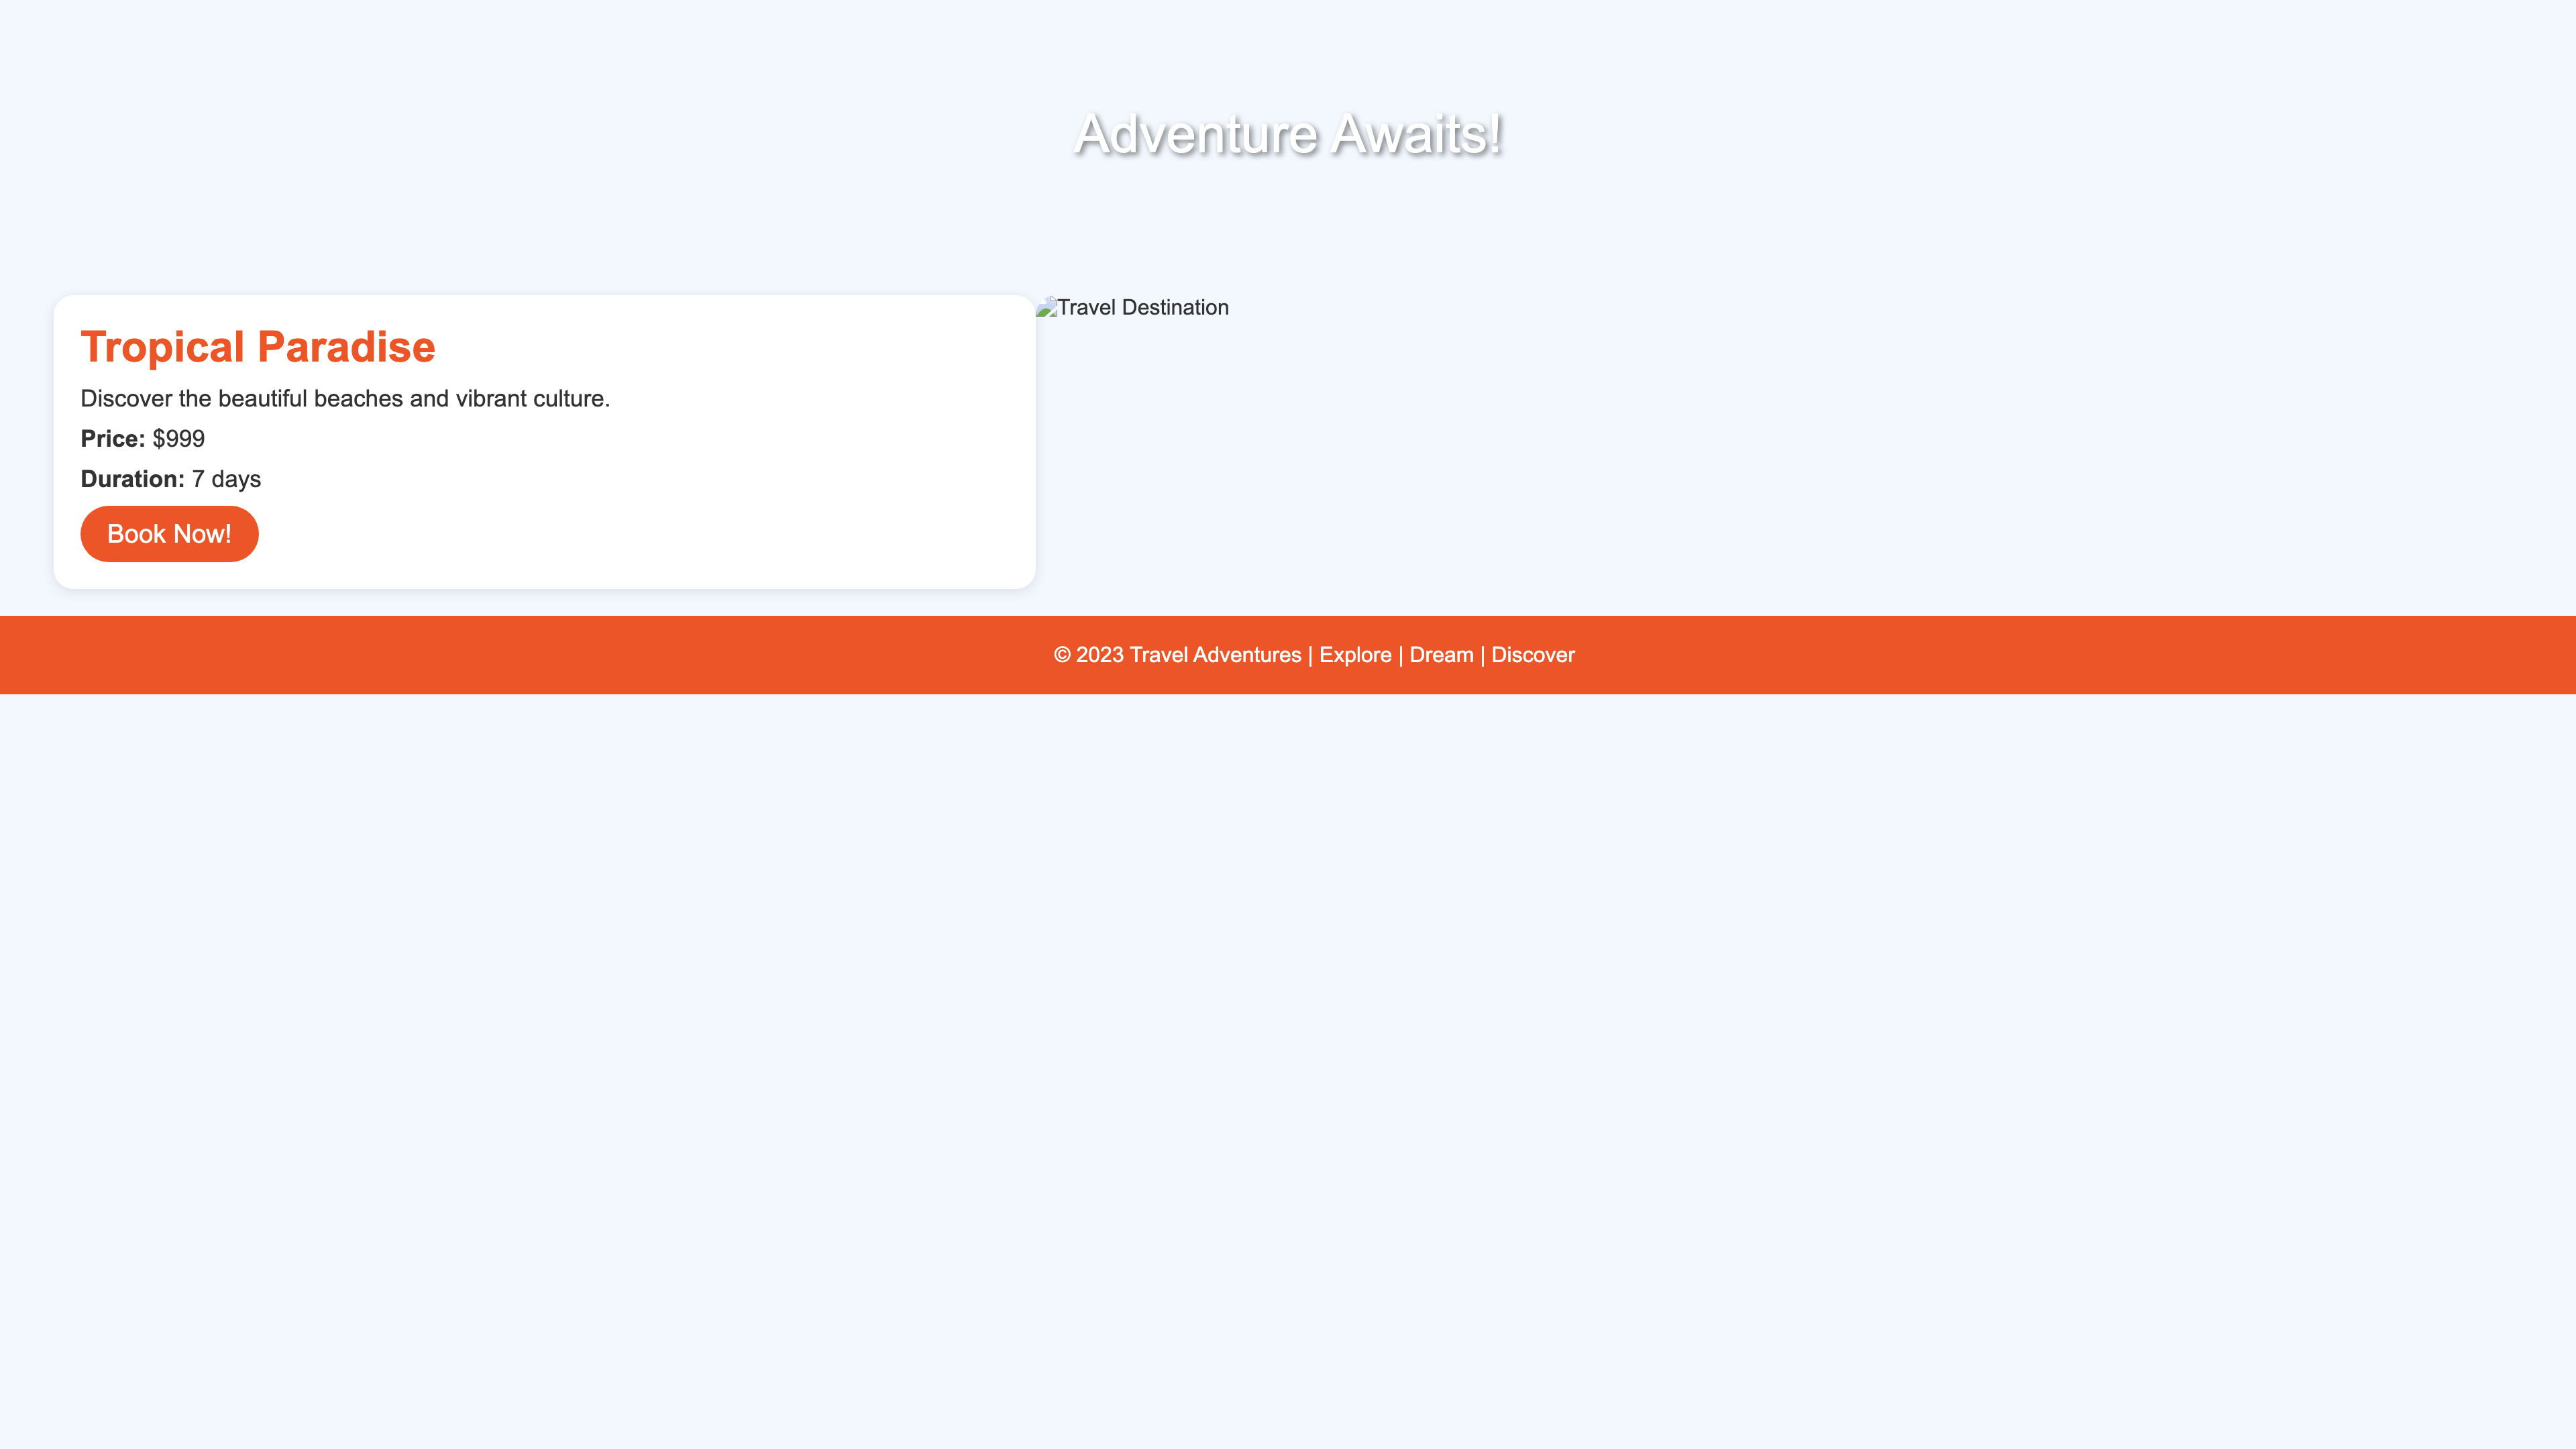 Adventure Awaits!
Tropical Paradise
Discover the beautiful beaches and vibrant culture.
Price: $999
Duration: 7 days
Book Now!
Travel Destination
© 2023 Travel Adventures | Explore | Dream | Discover